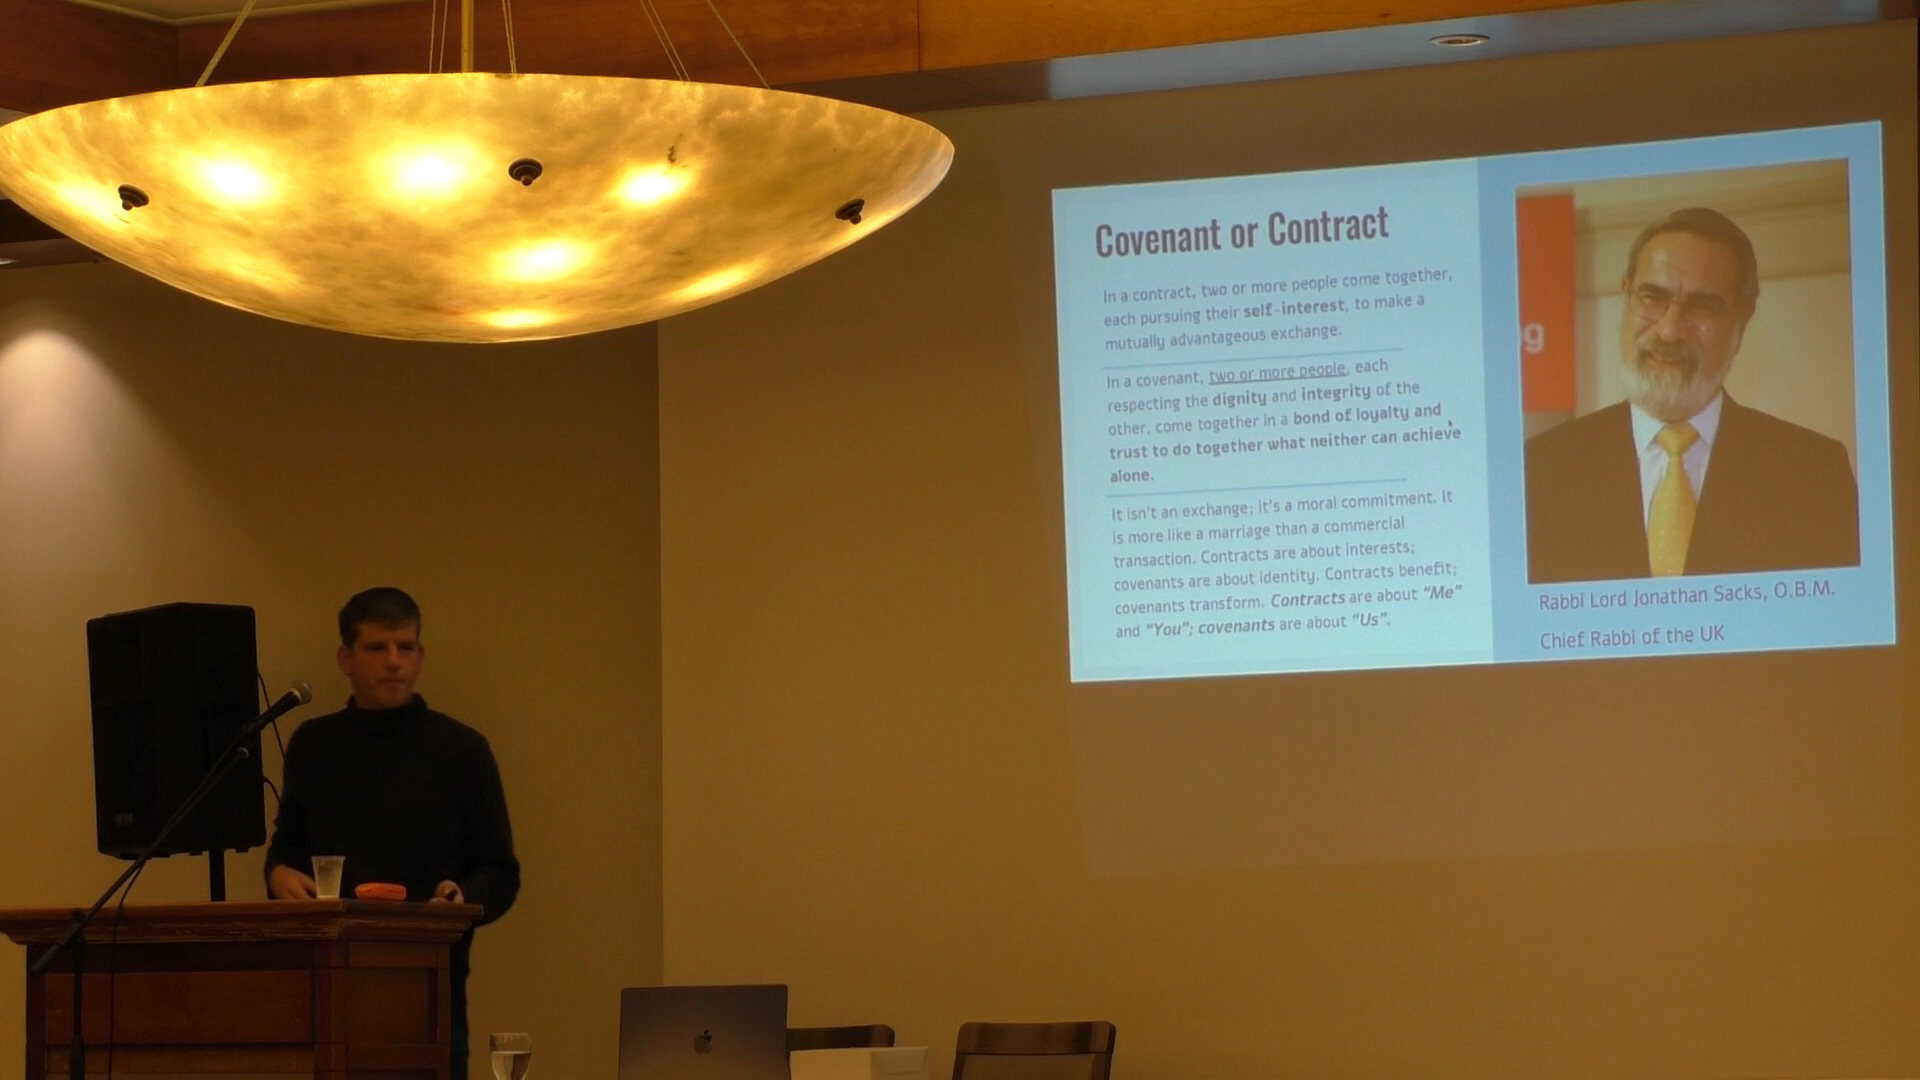 Covenant or Contract
In a contract, two or more people come together,
each pursuing their self-interest, to make a
mutually advantageous exchange.
In a covenant, two or more people, each
respecting the dignity and integrity of the
other, come together in a bond of loyalty and
trust to do together what neither can achieve
alone.
It isn't an exchange; it's a moral commitment. It
is more like a marriage than a commercial
transaction. Contracts are about interests;
covenants are about identity. Contracts benefit;
covenants transform. Contracts are about “Me”
and “You”; covenants are about “Us”.
g
Rabbi Lord Jonathan Sacks, O.B.M.
Chief Rabbi of the UK